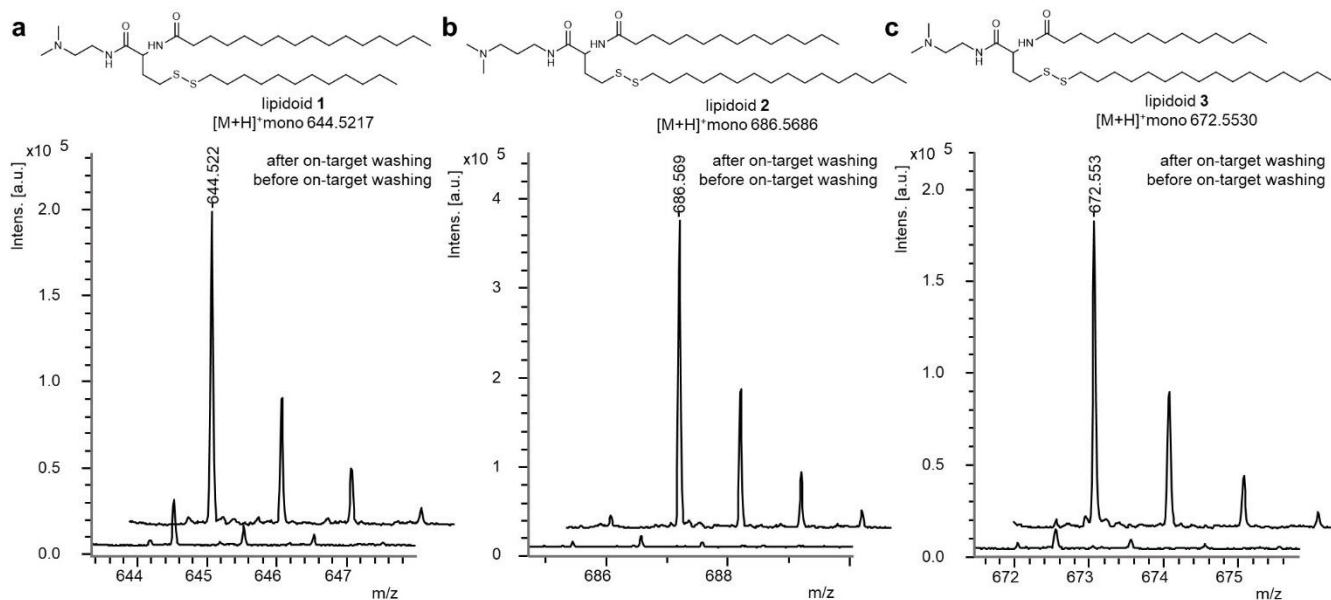 a
O
O
HN
N
N
H
S
S
lipidoid 1
[M+H]+mono 644.5217
x10 5
after on-target washing
before on-target washing
644.522
Intens. [a.u.]
2.0
1.5
1.0
0.5
0.0
644
645
646
647
m/z
b
O
O
HN
N
N
H
S
S
lipidoid 2
[M+H]+mono 686.5686
x10 5
after on-target washing
before on-target washing
686.569
Intens. [a.u.]
4
3
2
1
0
686
688
m/z
c
O
O
HN
N
N
H
S
S
lipidoid 3
[M+H]+mono 672.5530
x10 5
after on-target washing
before on-target washing
672.553
Intens. [a.u.]
2.0
1.5
1.0
0.5
0.0
672
673
674
675
m/z